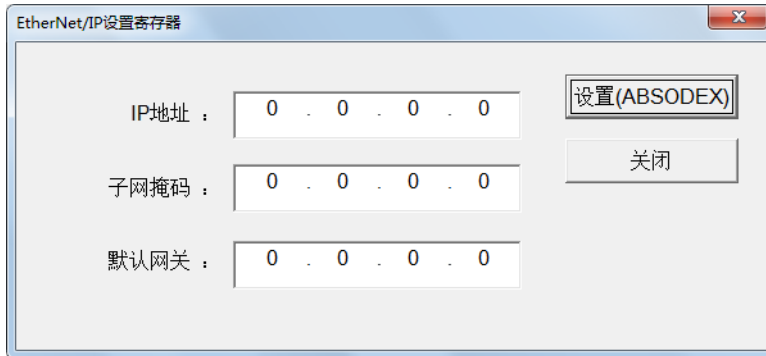 EtherNet/IP设置寄存器
IP地址 ： 0 . 0 . 0 . 0
设置(ABSODEX)
子网掩码 ： 0 . 0 . 0 . 0
关闭
默认网关 ： 0 . 0 . 0 . 0